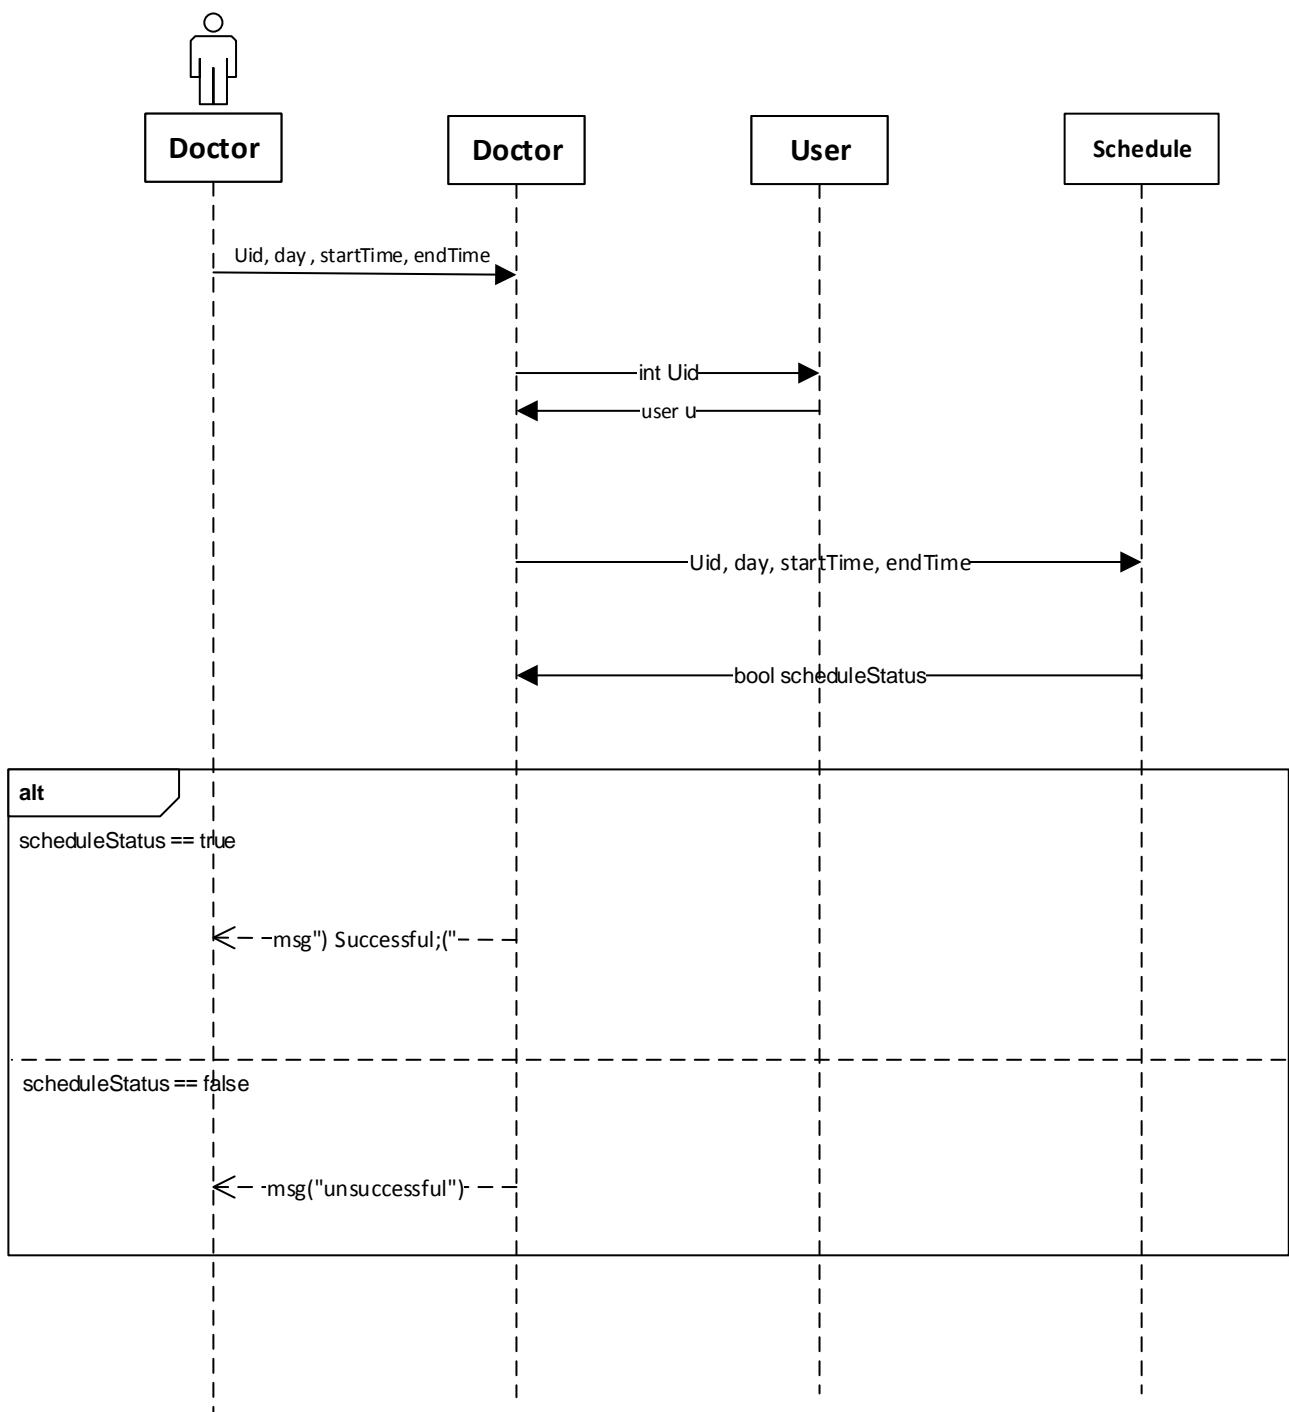 Doctor
Doctor
User
Schedule
Uid, day , startTime, endTime
int Uid
user u
Uid, day, startTime, endTime
bool scheduleStatus
alt
scheduleStatus == true
msg") Successful;("
scheduleStatus == false
msg("unsuccessful")